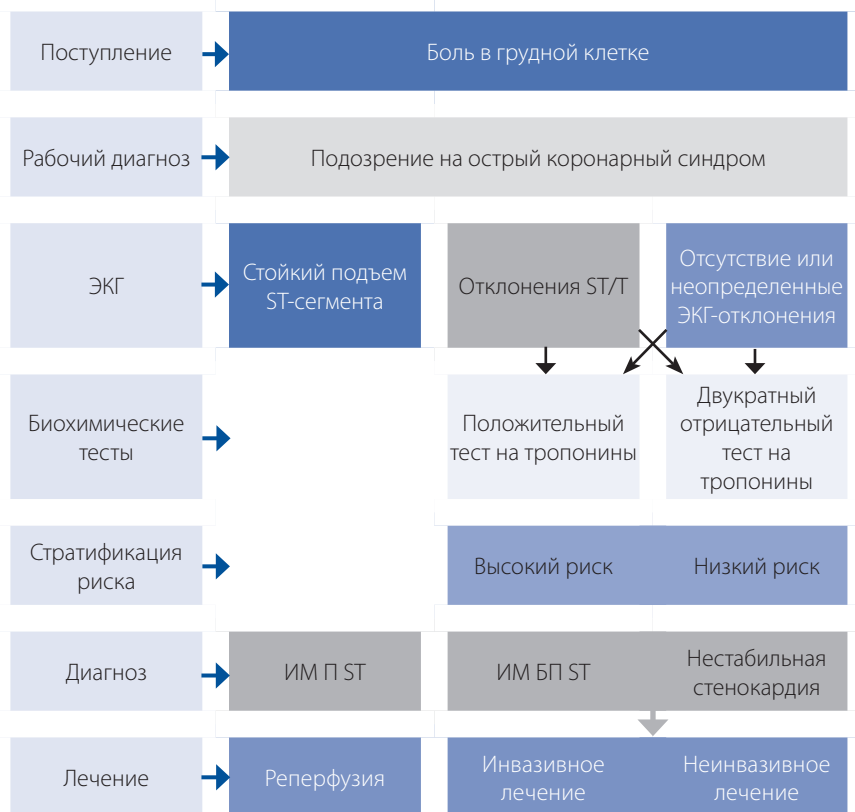 Поступление
Боль в грудной клетке
Рабочий диагноз
Подозрение на острый коронарный синдром
ЭКГ
Стойкий подъем
ST-сегмента
Отклонения ST/T
Отсутствие или
неопределенные
ЭКГ-отклонения
Биохимические
тесты
Положительный
тест на тропонины
Двукратный
отрицательный
тест на
тропонины
Стратификация
риска
Высокий риск
Низкий риск
Диагноз
ИМ П ST
ИМ БП ST
Нестабильная
стенокардия
Лечение
Реперфузия
Инвазивное
лечение
Неинвазивное
лечение